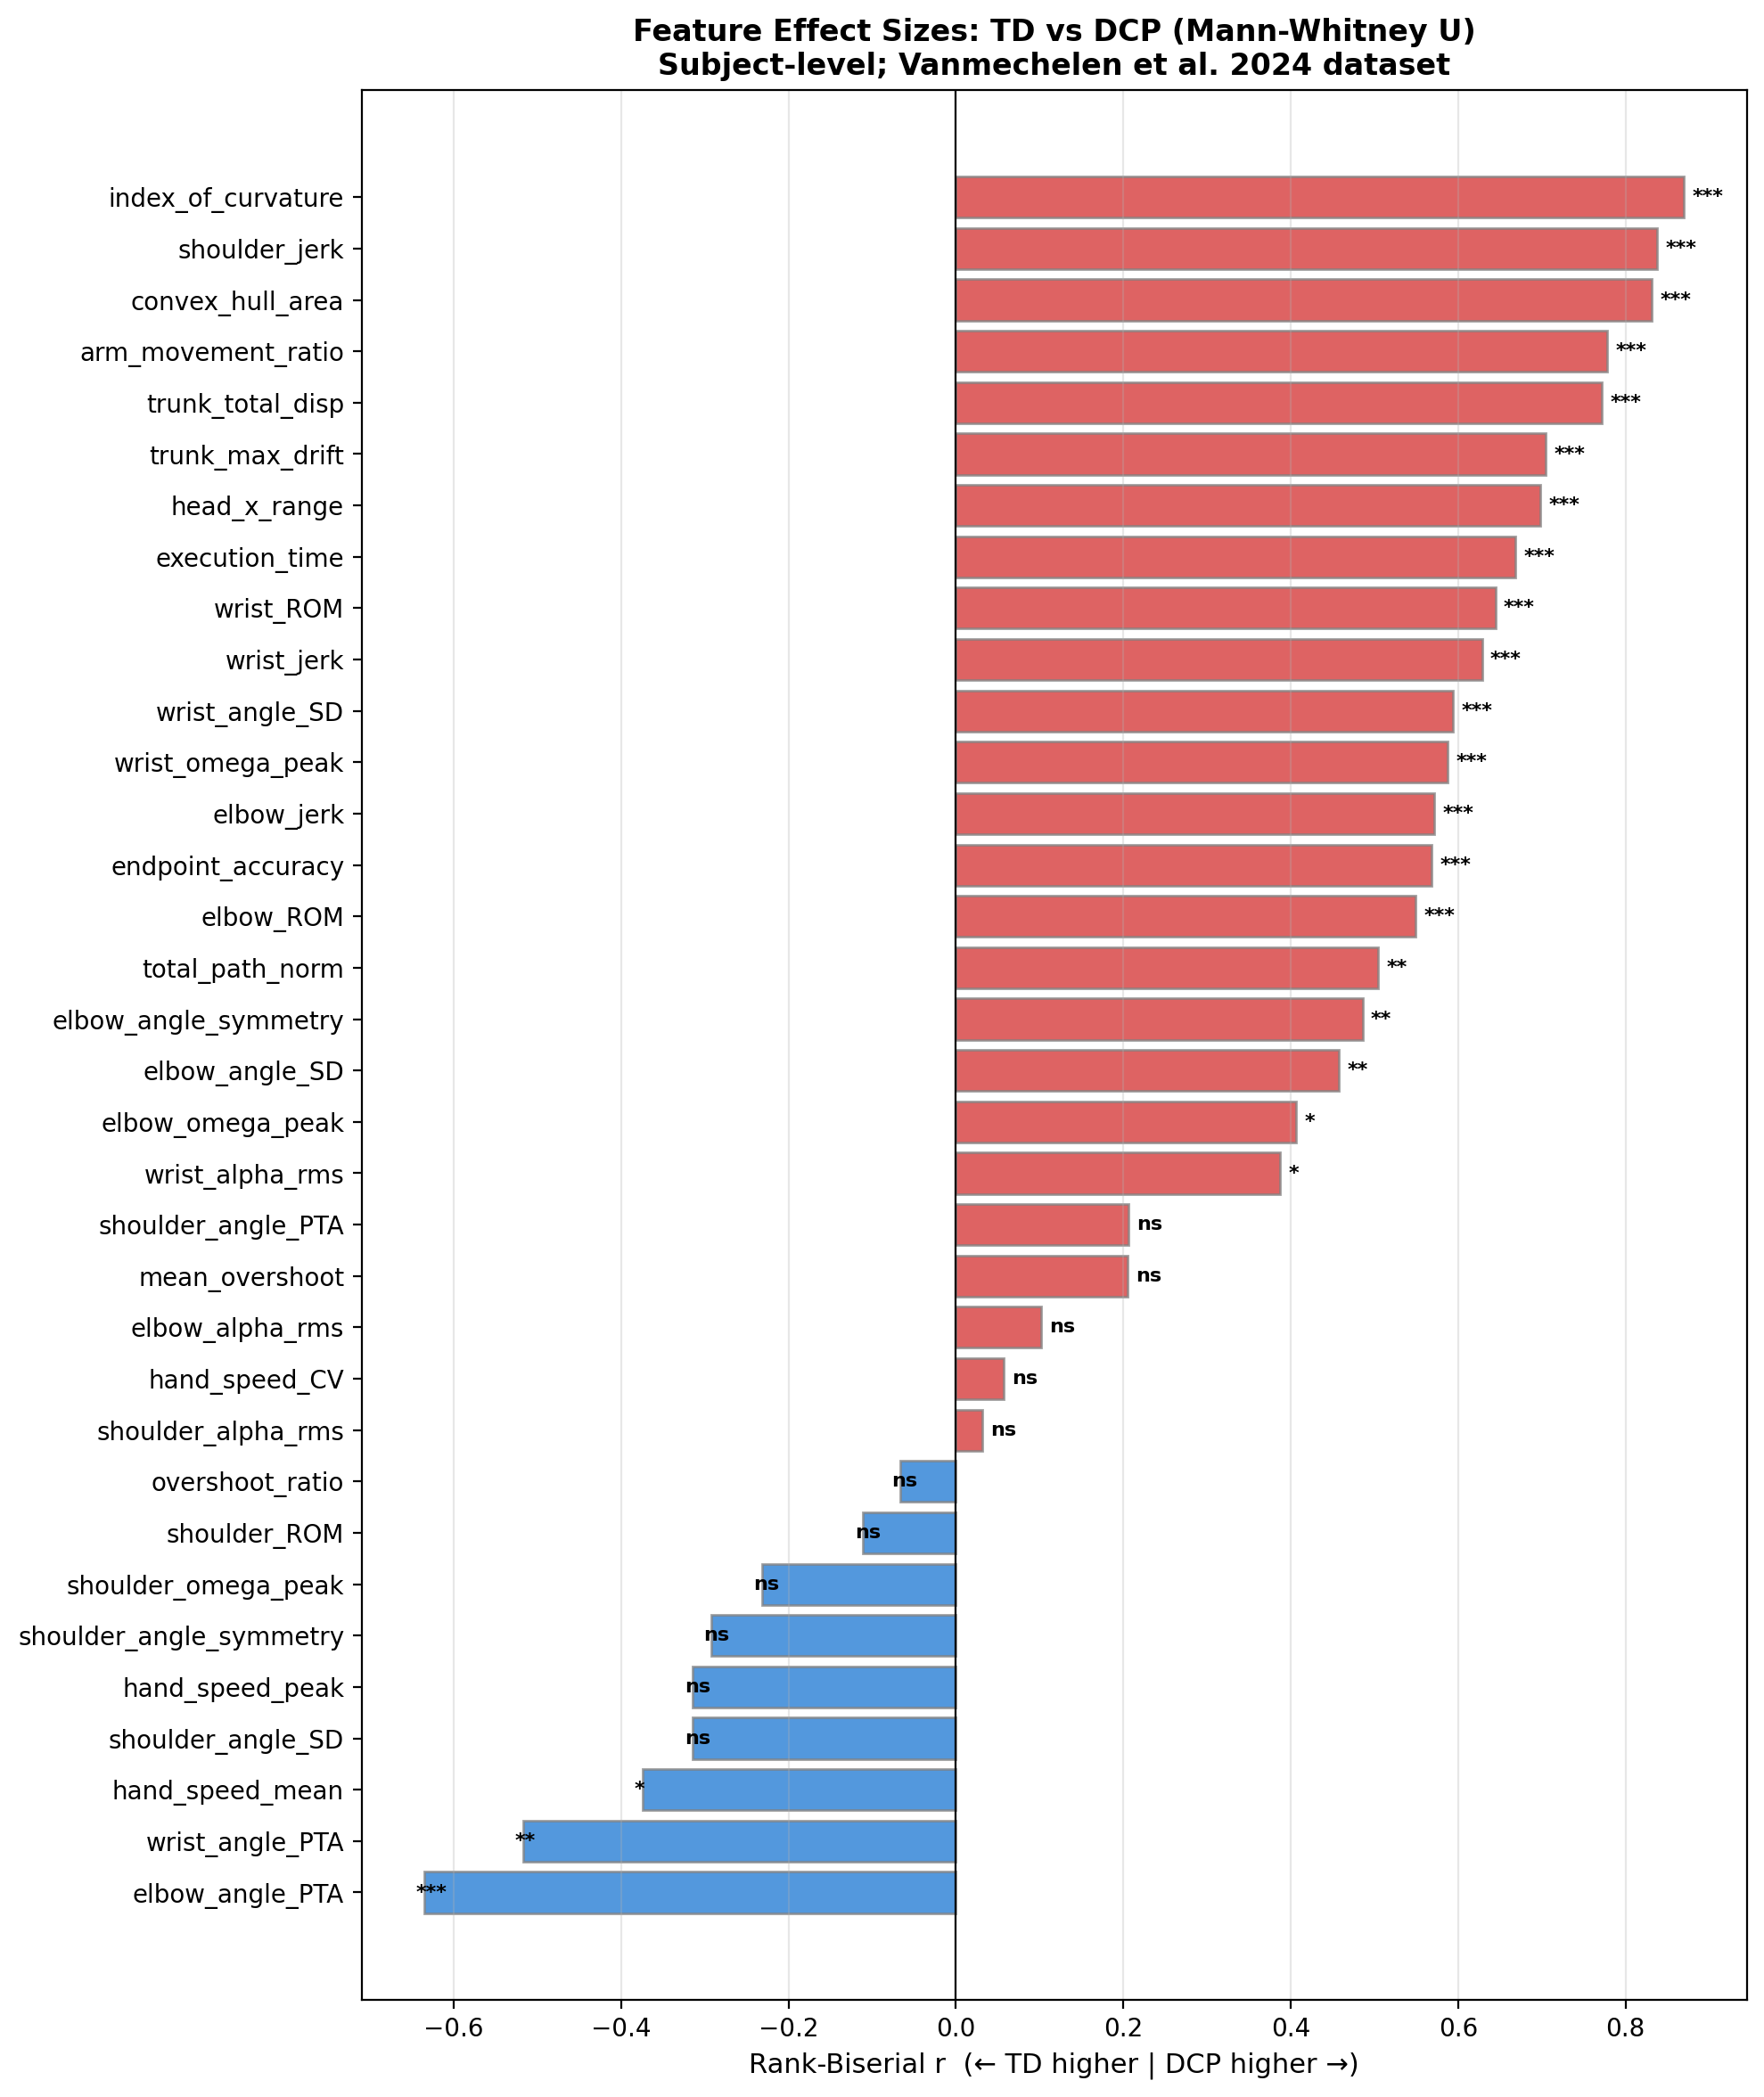 Feature Effect Sizes: TD vs DCP (Mann-Whitney U)
Subject-level; Vanmechelen et al. 2024 dataset
index_of_curvature ***
shoulder_jerk ***
convex_hull_area ***
arm_movement_ratio ***
trunk_total_disp ***
trunk_max_drift ***
head_x_range ***
execution_time ***
wrist_ROM ***
wrist_jerk ***
wrist_angle_SD ***
wrist_omega_peak ***
elbow_jerk ***
endpoint_accuracy ***
elbow_ROM ***
total_path_norm **
elbow_angle_symmetry **
elbow_angle_SD **
elbow_omega_peak *
wrist_alpha_rms *
shoulder_angle_PTA ns
mean_overshoot ns
elbow_alpha_rms ns
hand_speed_CV ns
shoulder_alpha_rms ns
overshoot_ratio ns
shoulder_ROM ns
shoulder_omega_peak ns
shoulder_angle_symmetry ns
hand_speed_peak ns
shoulder_angle_SD ns
hand_speed_mean *
wrist_angle_PTA **
elbow_angle_PTA ***
−0.6 −0.4 −0.2 0.0 0.2 0.4 0.6 0.8
Rank-Biserial r (← TD higher | DCP higher →)